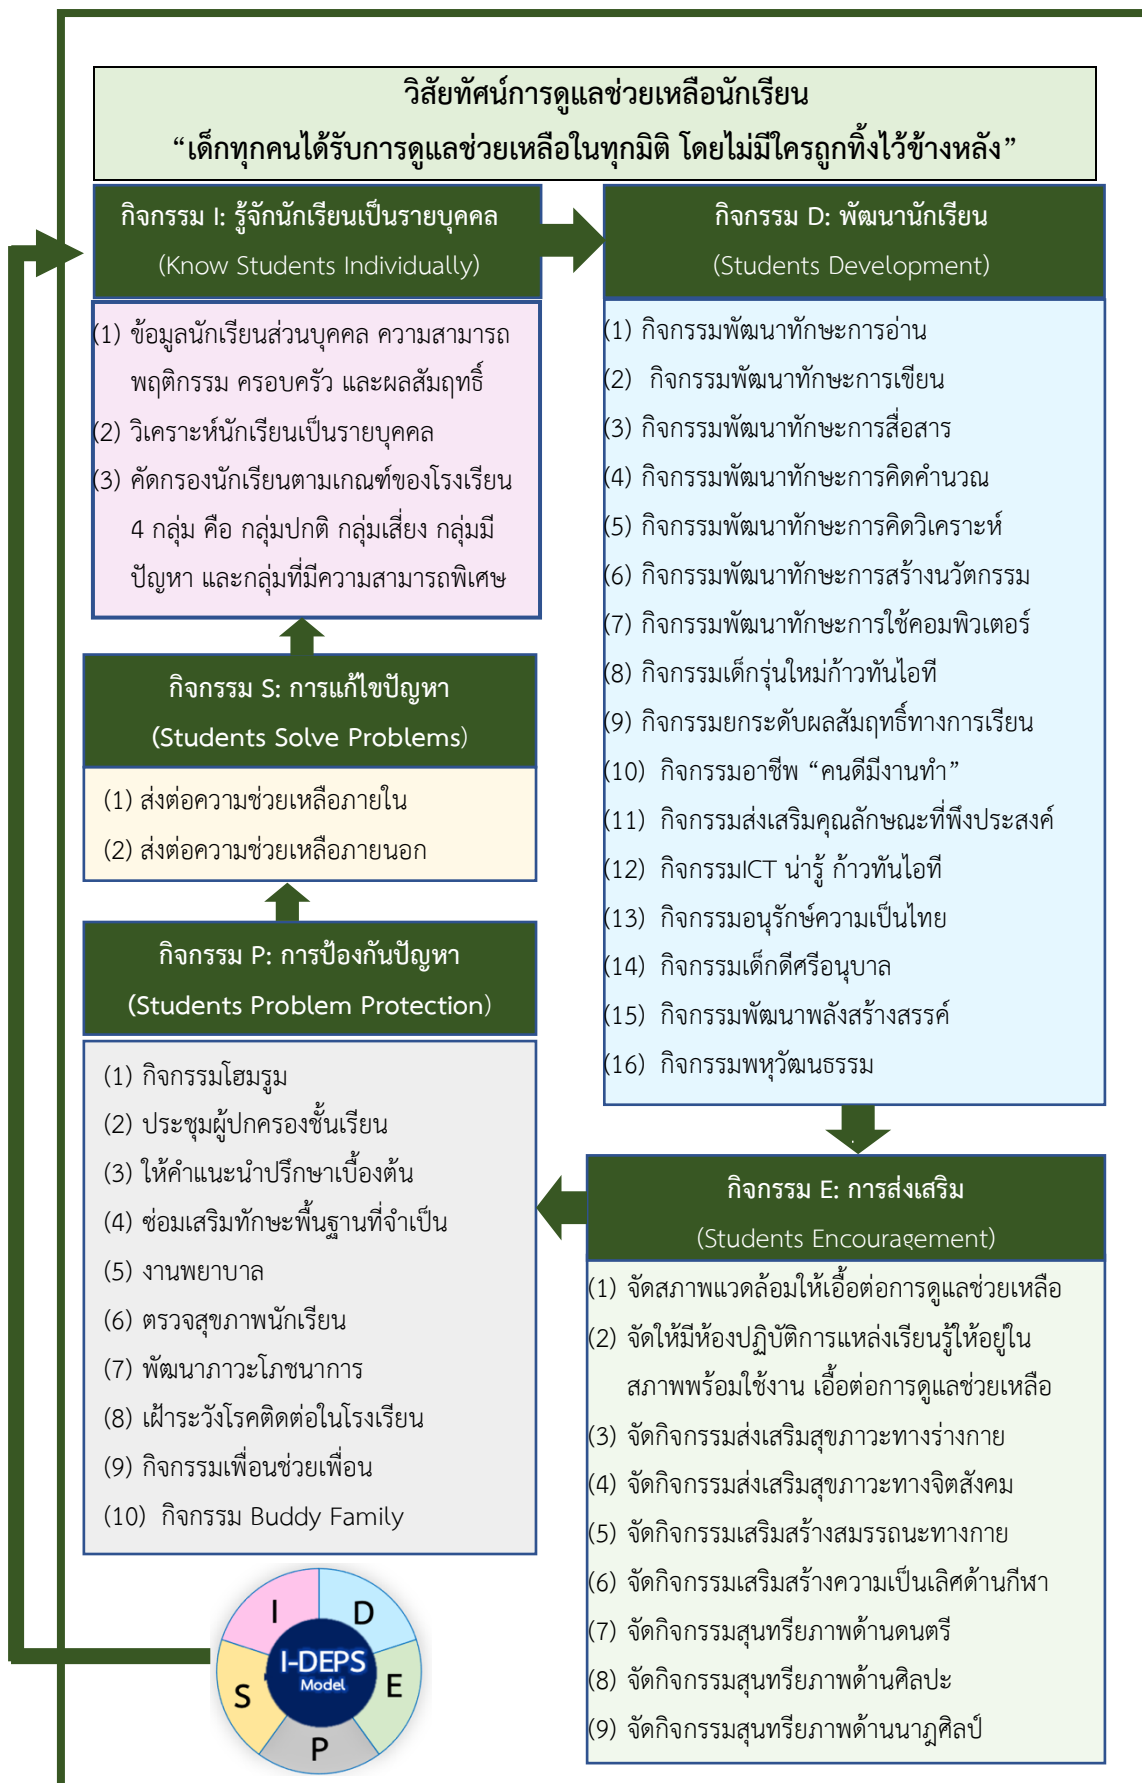 วิสัยทัศน์การดูแลช่วยเหลือนักเรียน
“เด็กทุกคนได้รับการดูแลช่วยเหลือในทุกมิติ โดยไม่มีใครถูกทิ้งไว้ข้างหลัง”
กิจกรรม I: รู้จักนักเรียนเป็นรายบุคคล
(Know Students Individually)
(1) ข้อมูลนักเรียนส่วนบุคคล ความสามารถ
พฤติกรรม ครอบครัว และผลสัมฤทธิ์
(2) วิเคราะห์นักเรียนเป็นรายบุคคล
(3) คัดกรองนักเรียนตามเกณฑ์ของโรงเรียน
4 กลุ่ม คือ กลุ่มปกติ กลุ่มเสี่ยง กลุ่มมี
ปัญหา และกลุ่มที่มีความสามารถพิเศษ
กิจกรรม D: พัฒนานักเรียน
(Students Development)
(1) กิจกรรมพัฒนาทักษะการอ่าน
(2) กิจกรรมพัฒนาทักษะการเขียน
(3) กิจกรรมพัฒนาทักษะการสื่อสาร
(4) กิจกรรมพัฒนาทักษะการคิดคำนวณ
(5) กิจกรรมพัฒนาทักษะการคิดวิเคราะห์
(6) กิจกรรมพัฒนาทักษะการสร้างนวัตกรรม
(7) กิจกรรมพัฒนาทักษะการใช้คอมพิวเตอร์
(8) กิจกรรมเด็กรุ่นใหม่ก้าวทันไอที
(9) กิจกรรมยกระดับผลสัมฤทธิ์ทางการเรียน
(10) กิจกรรมอาชีพ “คนดีมีงานทำ”
(11) กิจกรรมส่งเสริมคุณลักษณะที่พึงประสงค์
(12) กิจกรรมICT น่ารู้ ก้าวทันไอที
(13) กิจกรรมอนุรักษ์ความเป็นไทย
(14) กิจกรรมเด็กดีศรีอนุบาล
(15) กิจกรรมพัฒนาพลังสร้างสรรค์
(16) กิจกรรมพหุวัฒนธรรม
กิจกรรม E: การส่งเสริม
(Students Encouragement)
(1) จัดสภาพแวดล้อมให้เอื้อต่อการดูแลช่วยเหลือ
(2) จัดให้มีห้องปฏิบัติการแหล่งเรียนรู้ให้อยู่ใน
สภาพพร้อมใช้งาน เอื้อต่อการดูแลช่วยเหลือ
(3) จัดกิจกรรมส่งเสริมสุขภาวะทางร่างกาย
(4) จัดกิจกรรมส่งเสริมสุขภาวะทางจิตสังคม
(5) จัดกิจกรรมเสริมสร้างสมรรถนะทางกาย
(6) จัดกิจกรรมเสริมสร้างความเป็นเลิศด้านกีฬา
(7) จัดกิจกรรมสุนทรียภาพด้านดนตรี
(8) จัดกิจกรรมสุนทรียภาพด้านศิลปะ
(9) จัดกิจกรรมสุนทรียภาพด้านนาฎศิลป์
กิจกรรม S: การแก้ไขปัญหา
(Students Solve Problems)
(1) ส่งต่อความช่วยเหลือภายใน
(2) ส่งต่อความช่วยเหลือภายนอก
กิจกรรม P: การป้องกันปัญหา
(Students Problem Protection)
(1) กิจกรรมโฮมรูม
(2) ประชุมผู้ปกครองชั้นเรียน
(3) ให้คำแนะนำปรึกษาเบื้องต้น
(4) ซ่อมเสริมทักษะพื้นฐานที่จำเป็น
(5) งานพยาบาล
(6) ตรวจสุขภาพนักเรียน
(7) พัฒนาภาวะโภชนาการ
(8) เฝ้าระวังโรคติดต่อในโรงเรียน
(9) กิจกรรมเพื่อนช่วยเพื่อน
(10) กิจกรรม Buddy Family
I
D
I-DEPS
Model
S
E
P